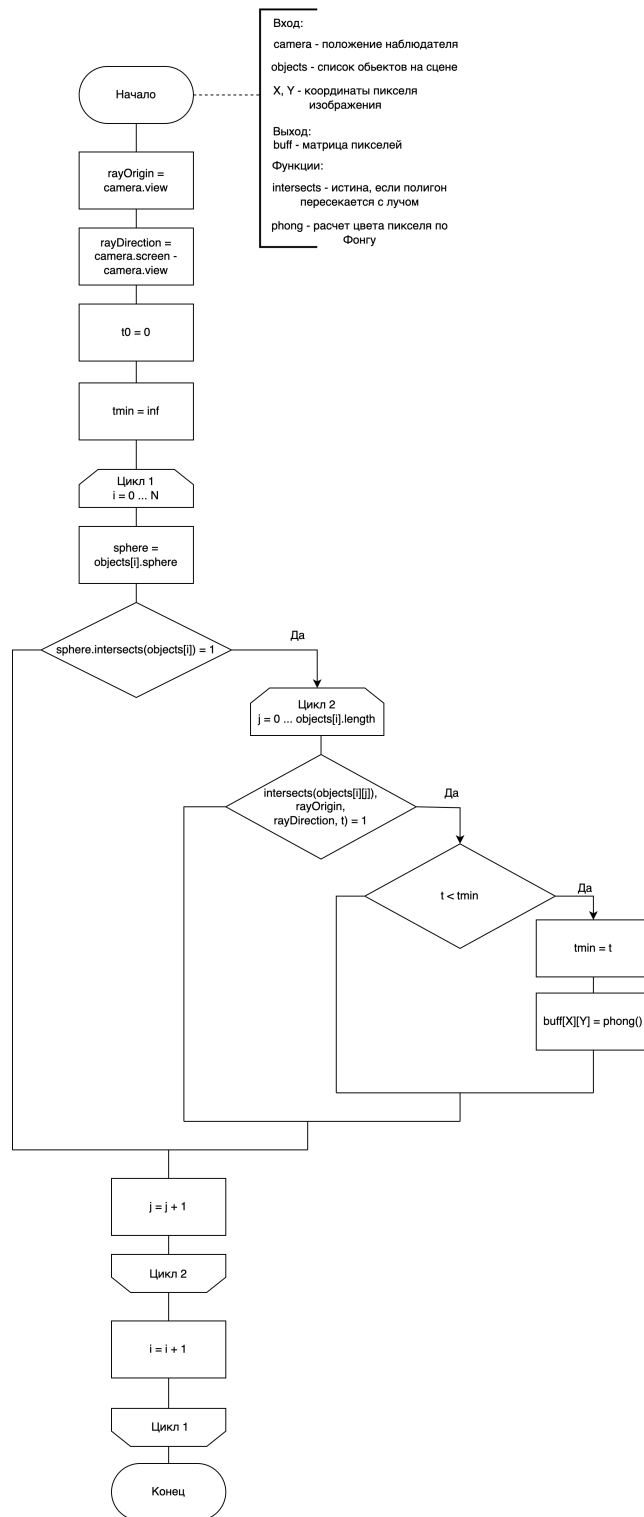 Вход:
camera - положение наблюдателя
objects - список обьектов на сцене
X, Y - координаты пикселя
изображения
Выход:
buff - матрица пикселей
Функции:
intersects - истина, если полигон
пересекается с лучом
phong - расчет цвета пикселя по
Фонгу
Начало
rayOrigin =
camera.view
rayDirection =
camera.screen -
camera.view
t0 = 0
tmin = inf
Цикл 1
i = 0 ... N
sphere =
objects[i].sphere
sphere.intersects(objects[i]) = 1
Да
Цикл 2
j = 0 ... objects[i].length
intersects(objects[i][j]),
rayOrigin,
rayDirection, t) = 1
Да
t < tmin
Да
tmin = t
buff[X][Y] = phong()
j = j + 1
Цикл 2
i = i + 1
Цикл 1
Конец